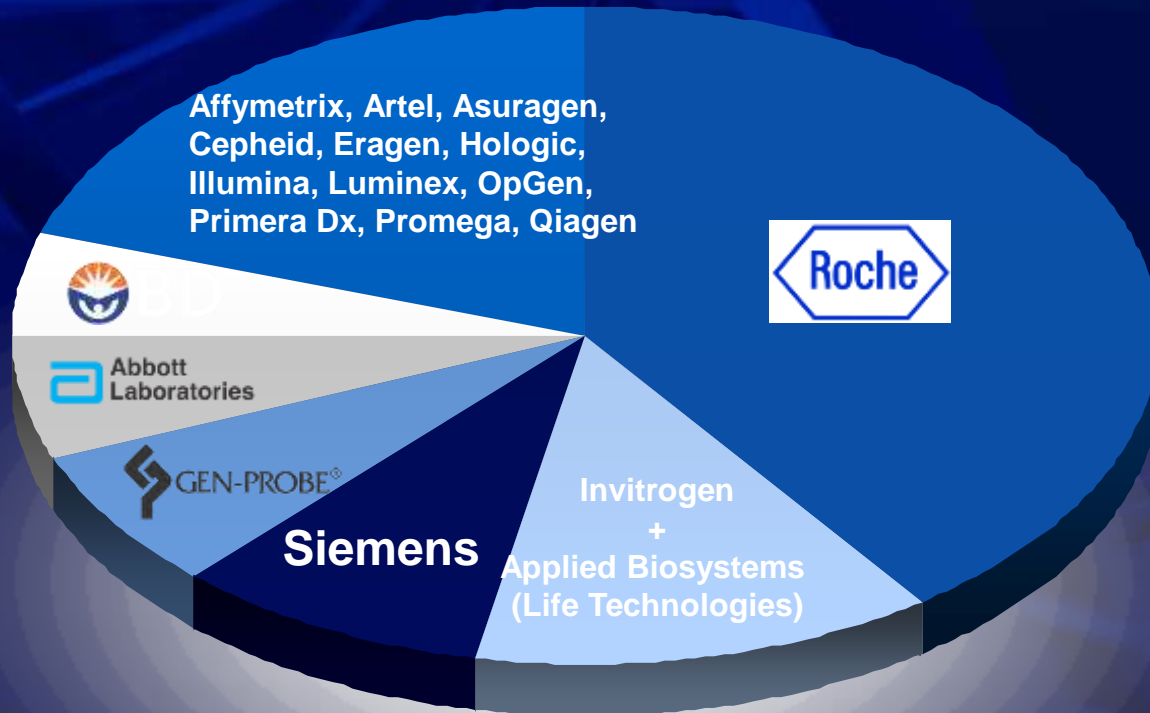 Affymetrix, Artel, Asuragen,
Cepheid, Eragen, Hologic,
Illumina, Luminex, OpGen,
Primera Dx, Promega, Qiagen
Roche
BD
Abbott
Laboratories
GEN-PROBE®
Siemens
Invitrogen
+
Applied Biosystems
(Life Technologies)